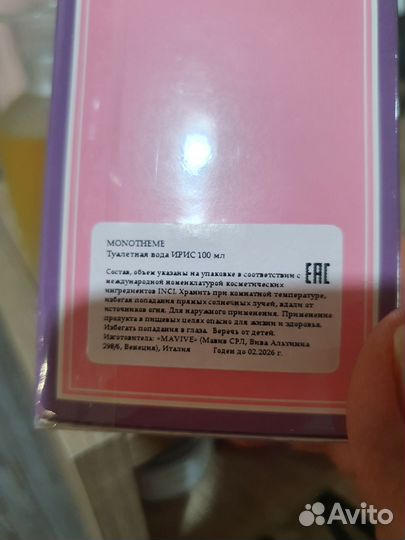 MONOTHEME
Туалетная вода ИРИС 100 мл
EAC
Состав, объем указаны на упаковке в соответствии с
международной номенклатурой косметических
ингредиентов INCI. Хранить при комнатной температуре,
избегая попадания прямых солнечных лучей, вдали от
источников огня. Для наружного применения. Применение
продукта в пищевых целях опасно для жизни и здоровья.
Избегать попадания в глаза. Беречь от детей.
Изготовитель: «MAVIVE» (Мавив СРЛ, Виа Альтинна
298/6, Венеция), Италия Годен до 02.2026 г.
Avito